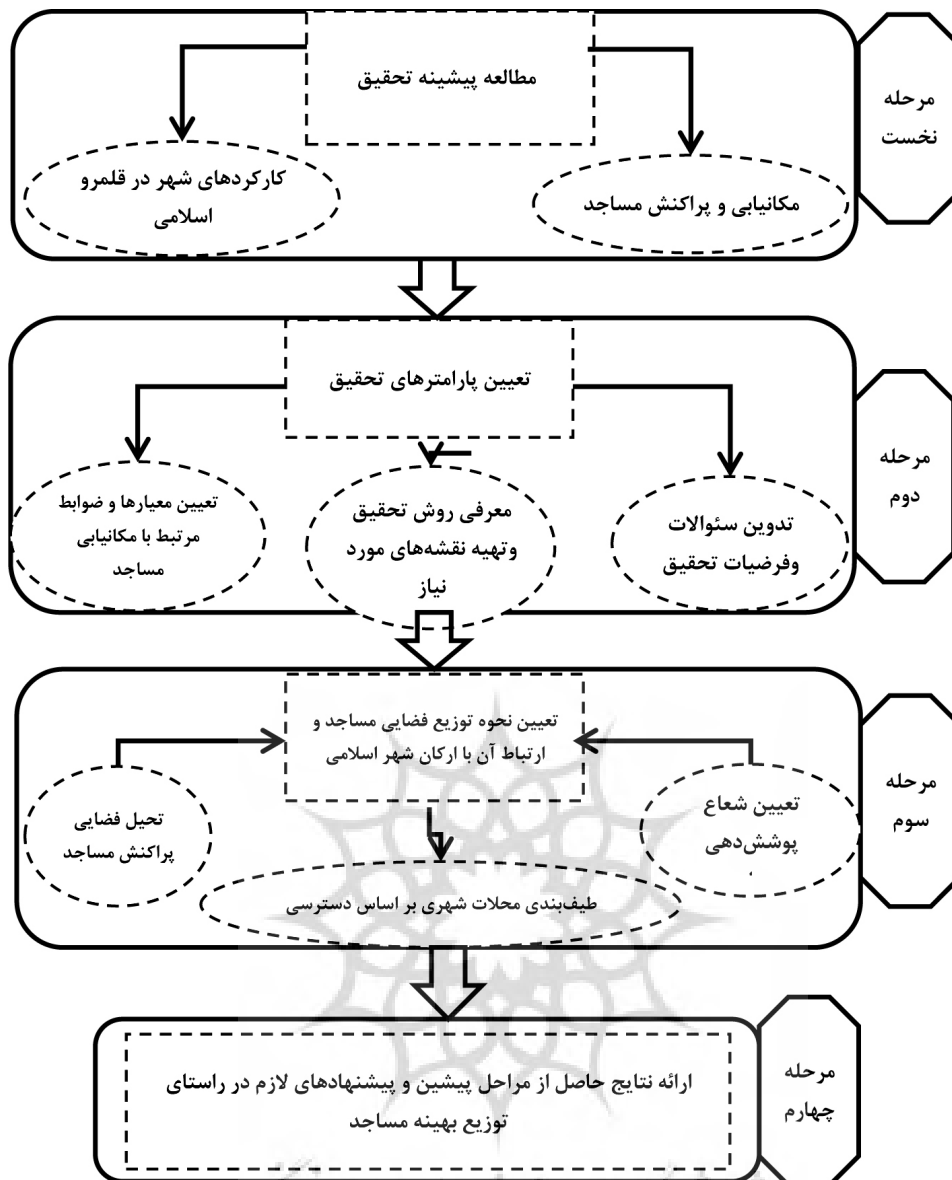 مرحله
نخست
مطالعه پیشینه تحقیق
مکانیابی و پراکنش مساجد
کارکردهای شهر در قلمرو
اسلامی
مرحله
دوم
تعیین پارامترهای تحقیق
تدوین سئوالات
وفرضیات تحقیق
معرفی روش تحقیق
وتهیه نقشه‌های مورد
نیاز
تعیین معیارها و ضوابط
مرتبط با مکانیابی
مساجد
مرحله
سوم
تعیین نحوه توزیع فضایی مساجد و
ارتباط آن با ارکان شهر اسلامی
تعیین شعاع
پوشش‌دهی
تحیل فضایی
پراکنش مساجد
طیف‌بندی محلات شهری بر اساس دسترسی
مرحله
چهارم
ارائه نتایج حاصل از مراحل پیشین و پیشنهادهای لازم در راستای
توزیع بهینه مساجد